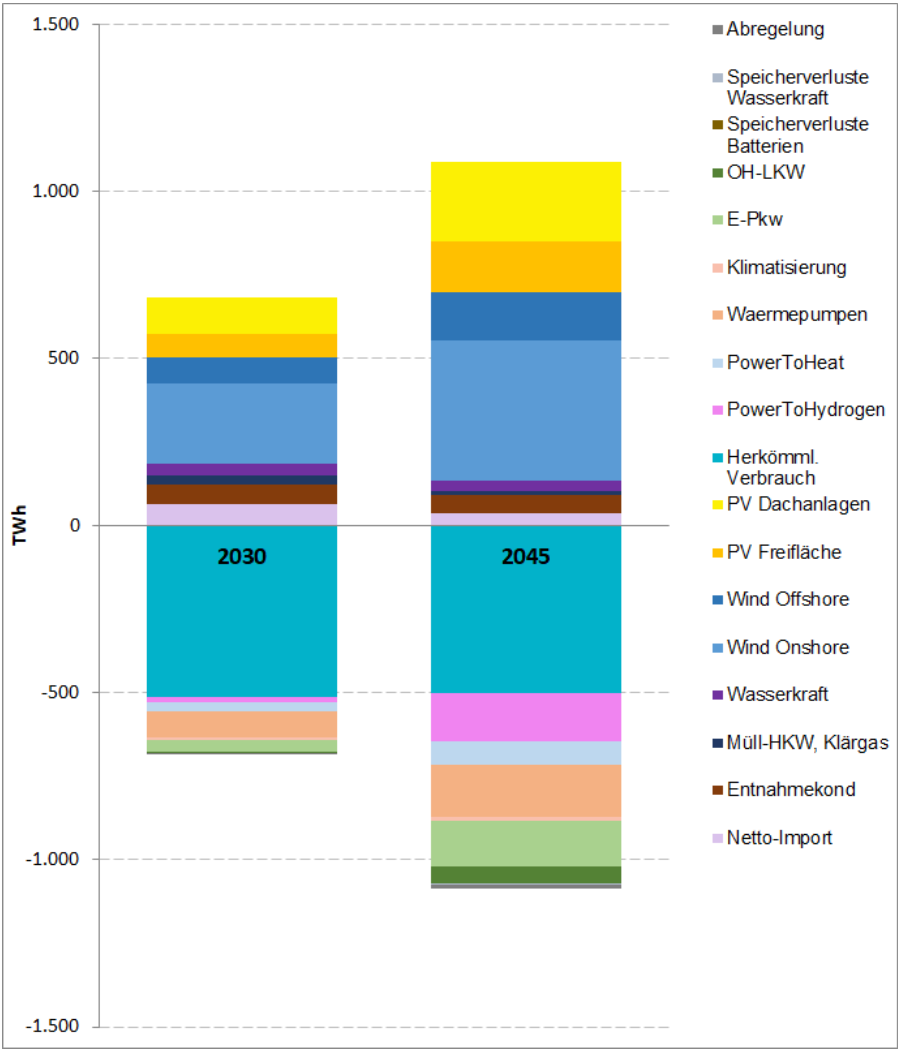 1.500
1.000
500
0
-500
-1.000
-1.500
TWh
2030
2045
Abregelung
Speicherverluste
Wasserkraft
Speicherverluste
Batterien
OH-LKW
E-Pkw
Klimatisierung
Waermepumpen
PowerToHeat
PowerToHydrogen
Herkömml.
Verbrauch
PV Dachanlagen
PV Freifläche
Wind Offshore
Wind Onshore
Wasserkraft
Müll-HKW, Klärgas
Entnahmekond
Netto-Import